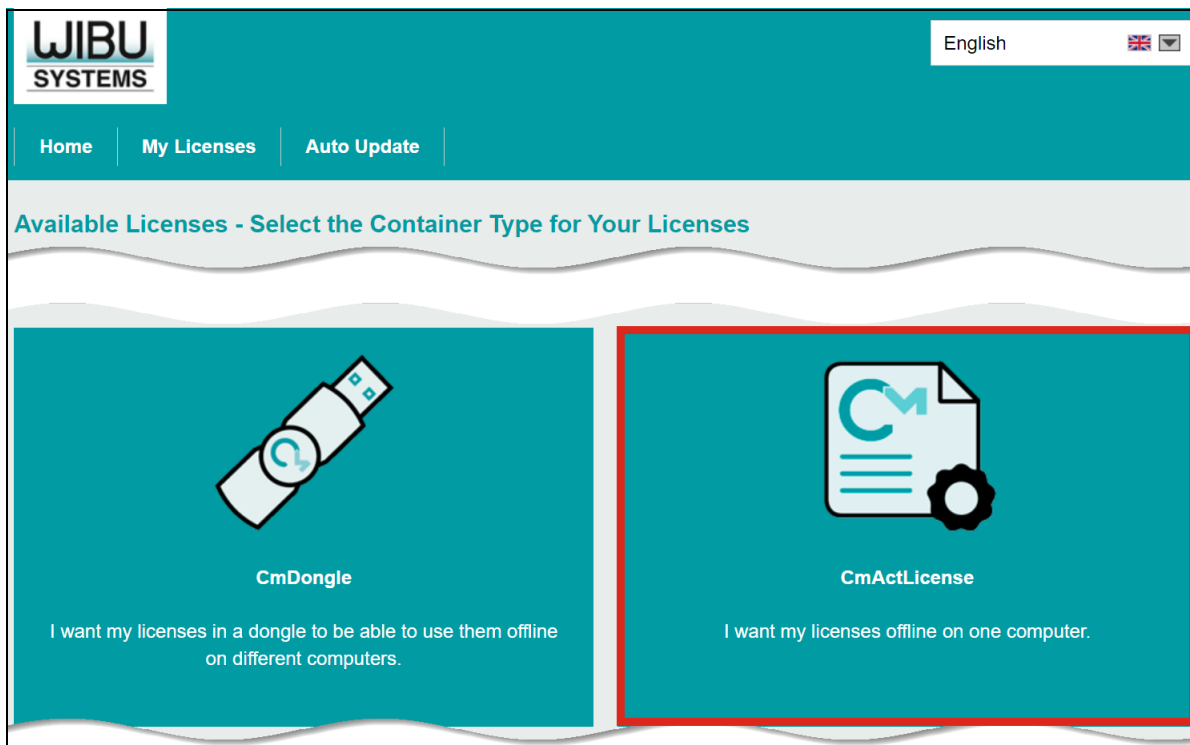 WIBU
SYSTEMS
English
Home
My Licenses
Auto Update
Available Licenses - Select the Container Type for Your Licenses
CM
CM
CmDongle
I want my licenses in a dongle to be able to use them offline
on different computers.
CmActLicense
I want my licenses offline on one computer.